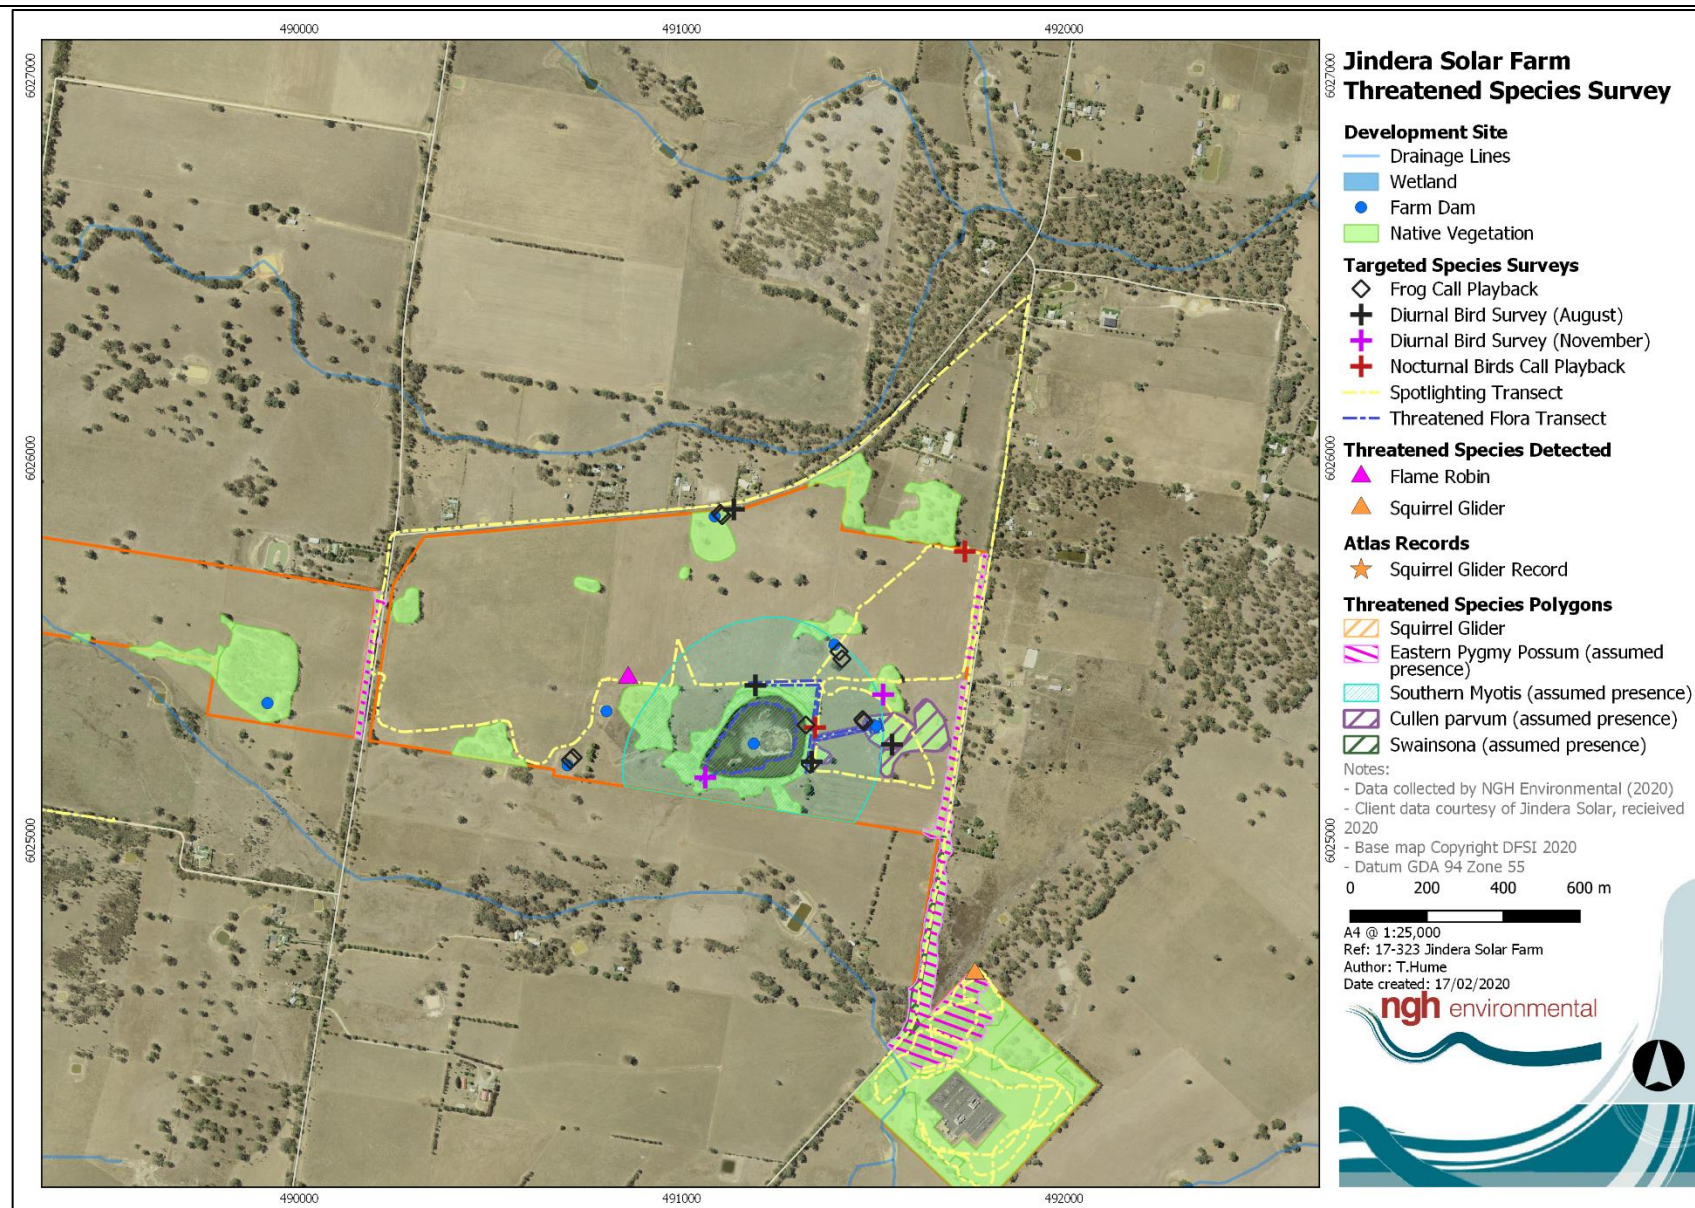 490000
491000
492000
6027000
6027000
6026000
6026000
6025000
6025000
490000
491000
492000
Jindera Solar Farm
Threatened Species Survey
Development Site
Drainage Lines
Wetland
Farm Dam
Native Vegetation
Targeted Species Surveys
Frog Call Playback
Diurnal Bird Survey (August)
Diurnal Bird Survey (November)
Nocturnal Birds Call Playback
Spotlighting Transect
Threatened Flora Transect
Threatened Species Detected
Flame Robin
Squirrel Glider
Atlas Records
Squirrel Glider Record
Threatened Species Polygons
Squirrel Glider
Eastern Pygmy Possum (assumed
presence)
Southern Myotis (assumed presence)
Cullen parvum (assumed presence)
Swainsona (assumed presence)
Notes:
- Data collected by NGH Environmental (2020)
- Client data courtesy of Jindera Solar, recieived
2020
- Base map Copyright DFSI 2020
- Datum GDA 94 Zone 55
0 200 400 600 m
A4 @ 1:25,000
Ref: 17-323 Jindera Solar Farm
Author: T.Hume
Date created: 17/02/2020
ngh environmental